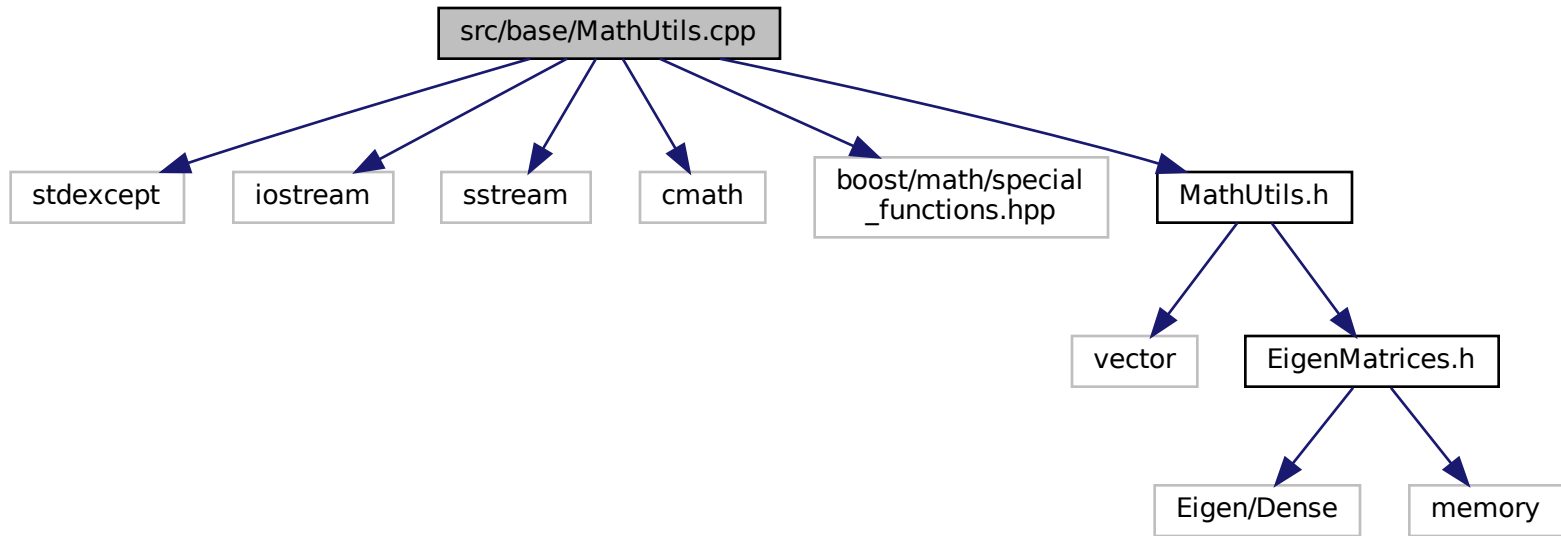 src/base/MathUtils.cpp
stdexcept
iostream
sstream
cmath
boost/math/special
_functions.hpp
MathUtils.h
vector
EigenMatrices.h
Eigen/Dense
memory